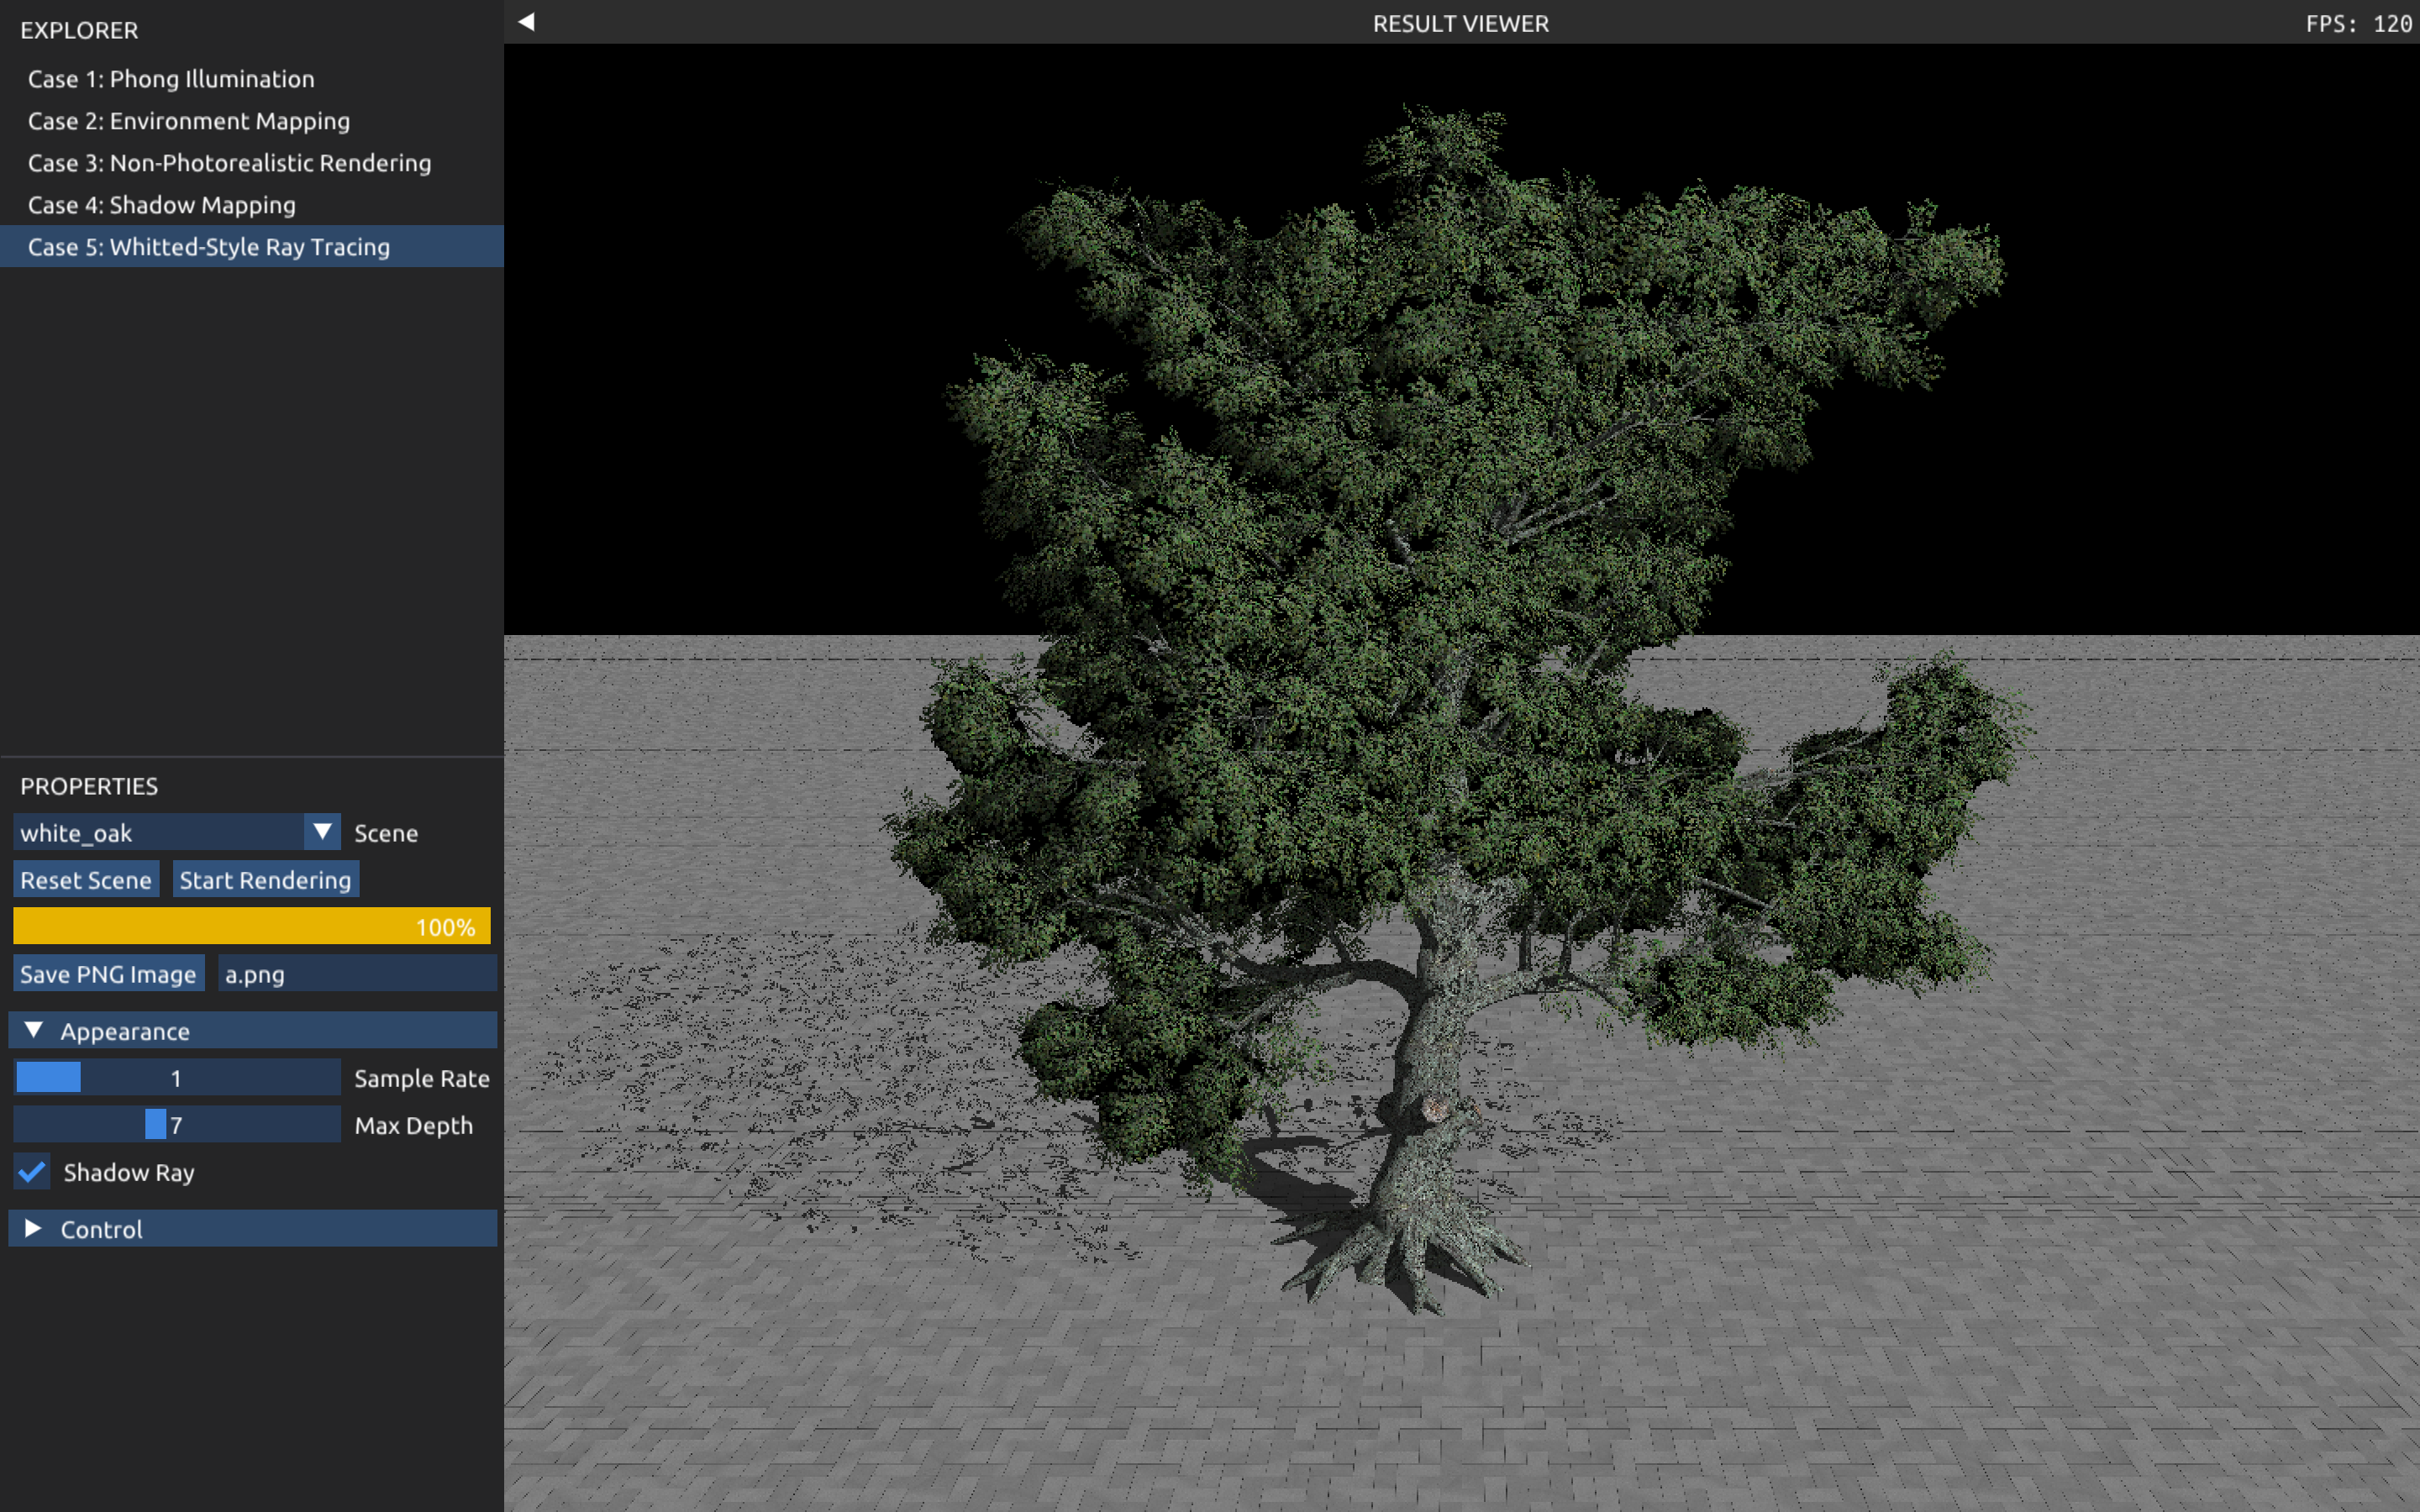 EXPLORER
Case 1: Phong Illumination
Case 2: Environment Mapping
Case 3: Non-Photorealistic Rendering
Case 4: Shadow Mapping
Case 5: Whitted-Style Ray Tracing
PROPERTIES
white_oak Scene
Reset Scene Start Rendering
100%
Save PNG Image a.png
Appearance
1 Sample Rate
7 Max Depth
Shadow Ray
Control
RESULT VIEWER
FPS: 120